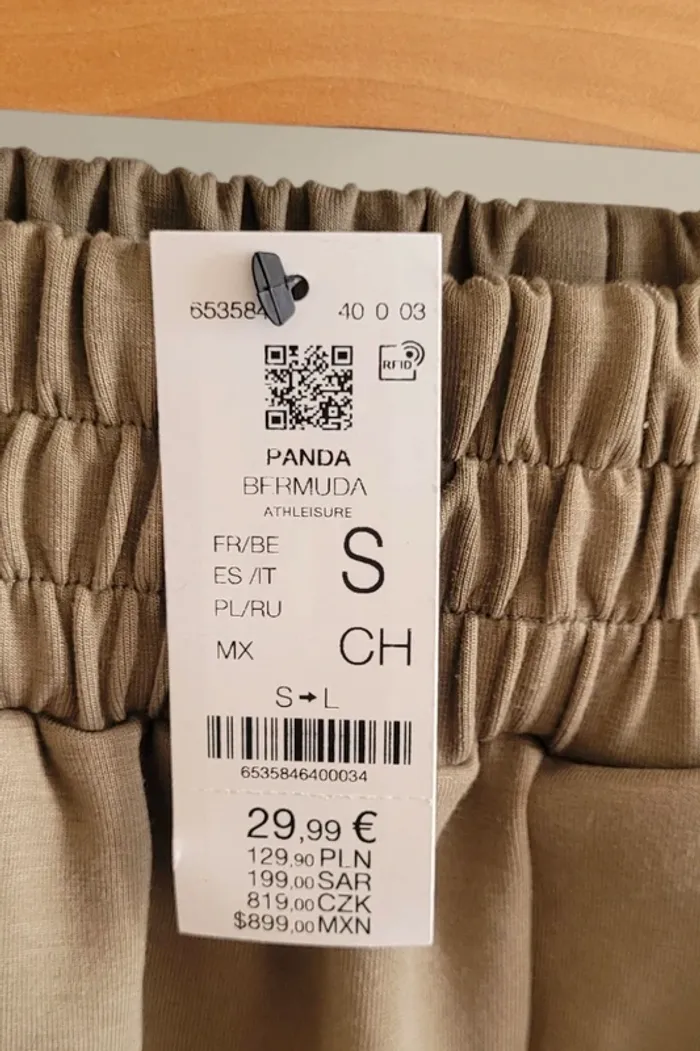 653584 40 0 03
RFID
PANDA
BERMUDA
ATHLEISURE
FR/BE
ES /IT
PL/RU
S
MX CH
S→L
6535846400034
29,99 €
129,90 PLN
199,00 SAR
819,00 CZK
$899,00 MXN